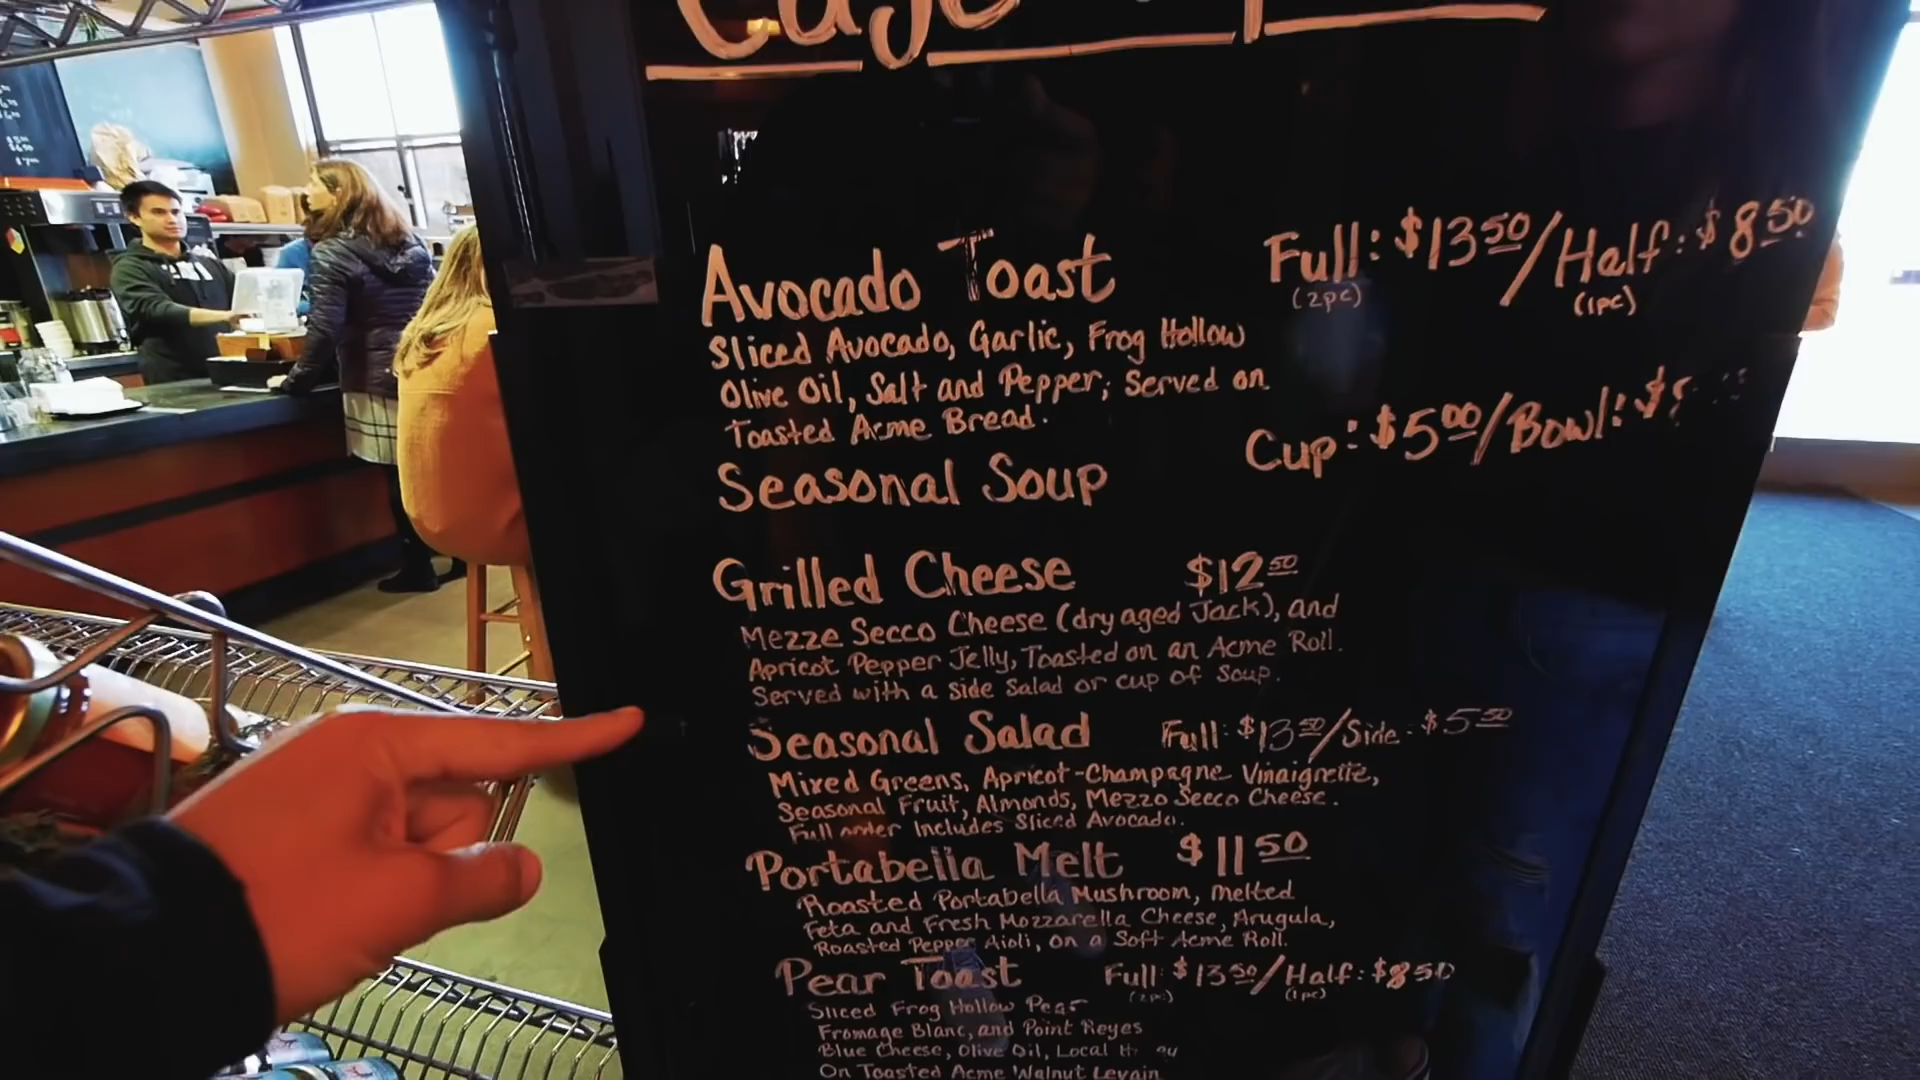 Cafe
Avocado Toast Full: $13.50/Half: $8.50
(2pc) (1pc)
Sliced Avocado, Garlic, Frog Hollow
Olive Oil, Salt and Pepper; Served on
Toasted Acme Bread.
Seasonal Soup Cup: $5.00/Bowl: $
Grilled Cheese $12.50
Mezze Secco Cheese (dry aged Jack), and
Apricot Pepper Jelly, Toasted on an Acme Roll.
Served with a side Salad or cup of Soup.
Seasonal Salad Full: $13.50/Side: $5.50
Mixed Greens, Apricot-Champagne Vinaigrette,
Seasonal Fruit, Almonds, Mezzo Secco Cheese.
Full order Includes Sliced Avocado.
Portabella Melt $11.50
Roasted Portabella Mushroom, Melted
Feta and Fresh Mozzarella Cheese, Arugula,
Roasted Pepper Aioli, on a Soft Acme Roll.
Pear Toast Full: $13.50/Half: $8.50
(2pc) (1pc)
Sliced Frog Hollow Pear
Fromage Blanc, and Point Reyes
Blue Cheese, Olive Oil, Local
On Toasted Acme Walnut Levain